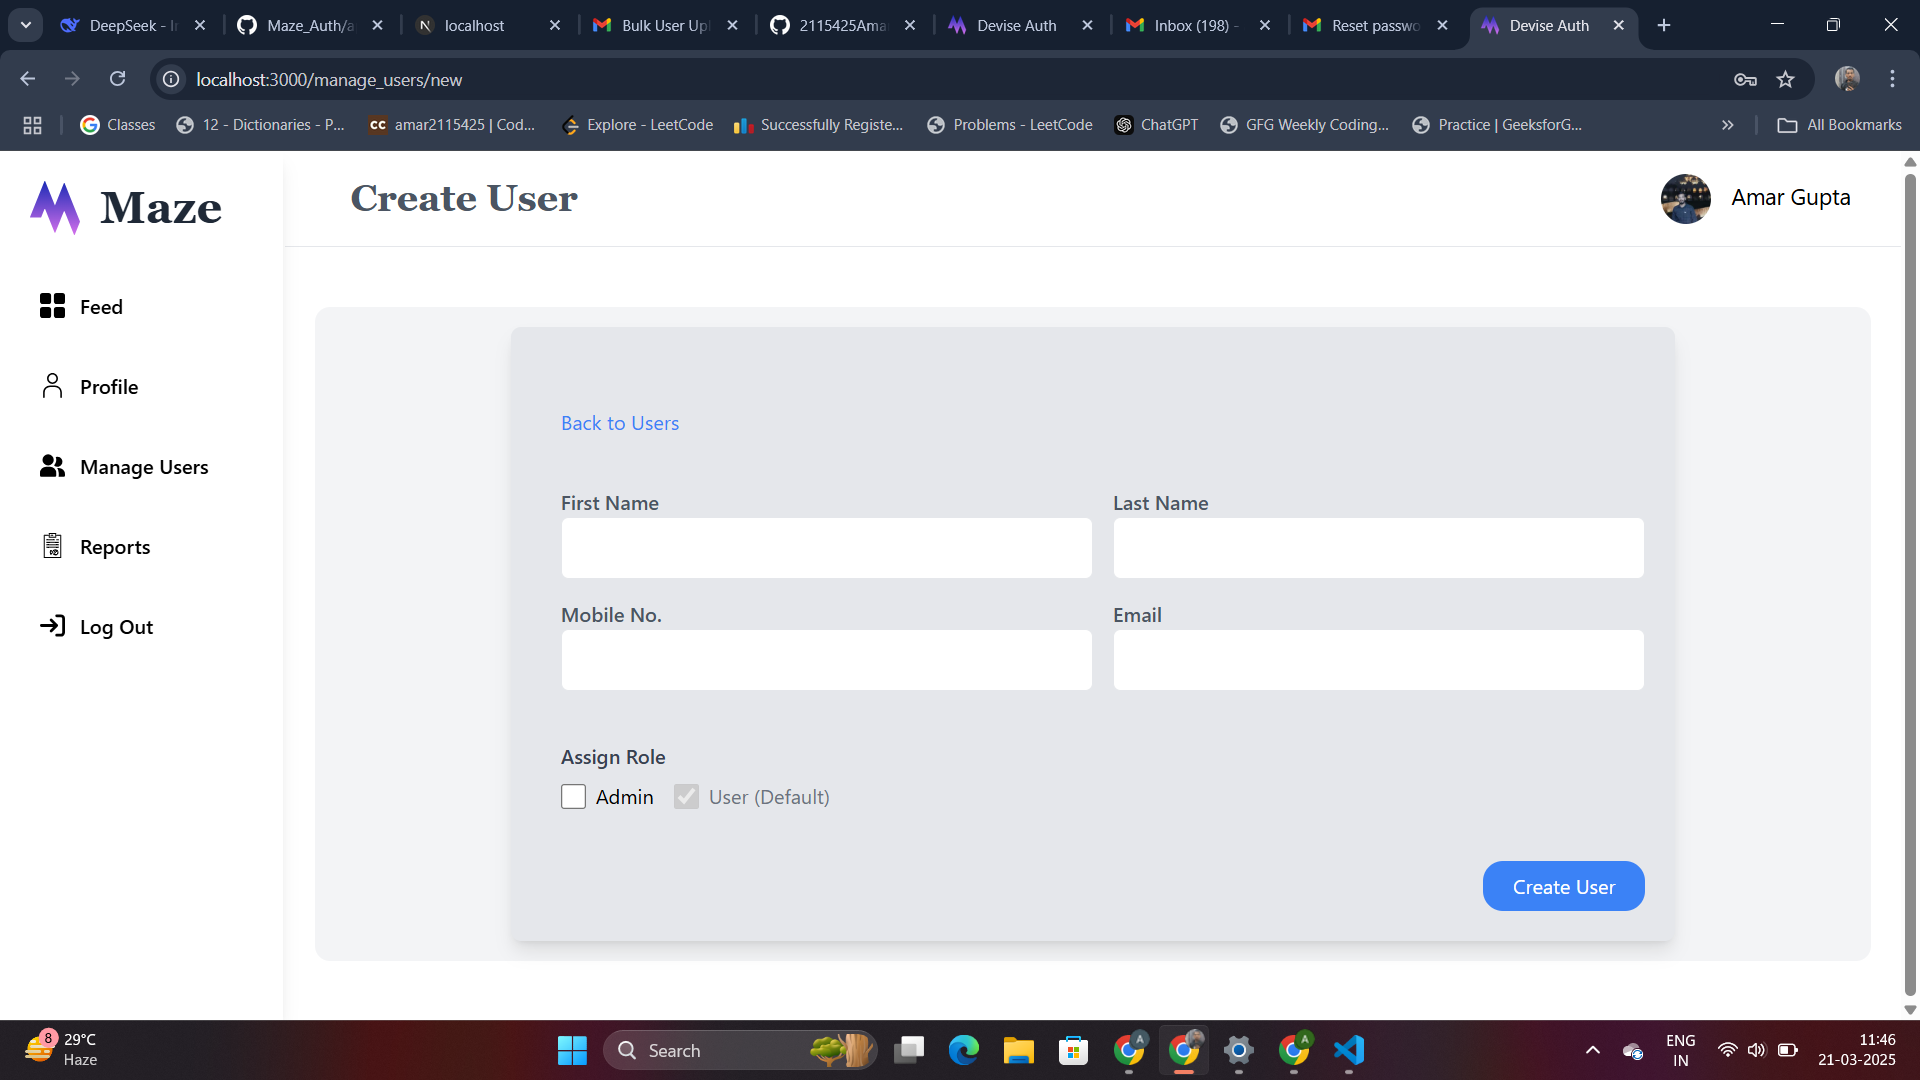 DeepSeek - In
Maze_Auth/a
localhost
Bulk User Upl
2115425Amar
Devise Auth
Inbox (198) -
Reset passwo
Devise Auth
localhost:3000/manage_users/new
Classes
12 - Dictionaries - P...
CC amar2115425 | Cod...
Explore - LeetCode
Successfully Registe...
Problems - LeetCode
ChatGPT
GFG Weekly Coding...
Practice | GeeksforG...
All Bookmarks
Maze
Create User
Amar Gupta
Feed
Profile
Manage Users
Reports
Log Out
Back to Users
First Name
Last Name
Mobile No.
Email
Assign Role
Admin
User (Default)
Create User
8
29°C
Haze
Search
A
A
ENG
IN
11:46
21-03-2025